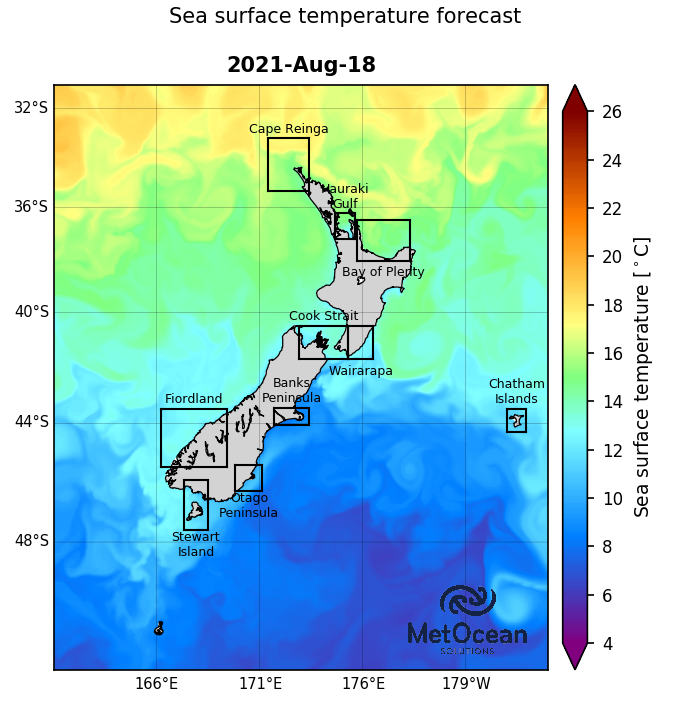 Sea surface temperature forecast
2021-Aug-18
32°S
36°S
40°S
44°S
48°S
Cape Reinga
Hauraki
Gulf
Bay of Plenty
Cook Strait
Wairarapa
Banks
Peninsula
Fiordland
Chatham
Islands
Otago
Peninsula
Stewart
Island
MetOcean
SOLUTIONS
166°E
171°E
176°E
179°W
26
24
22
20
18
16
14
12
10
8
6
4
Sea surface temperature [°C]